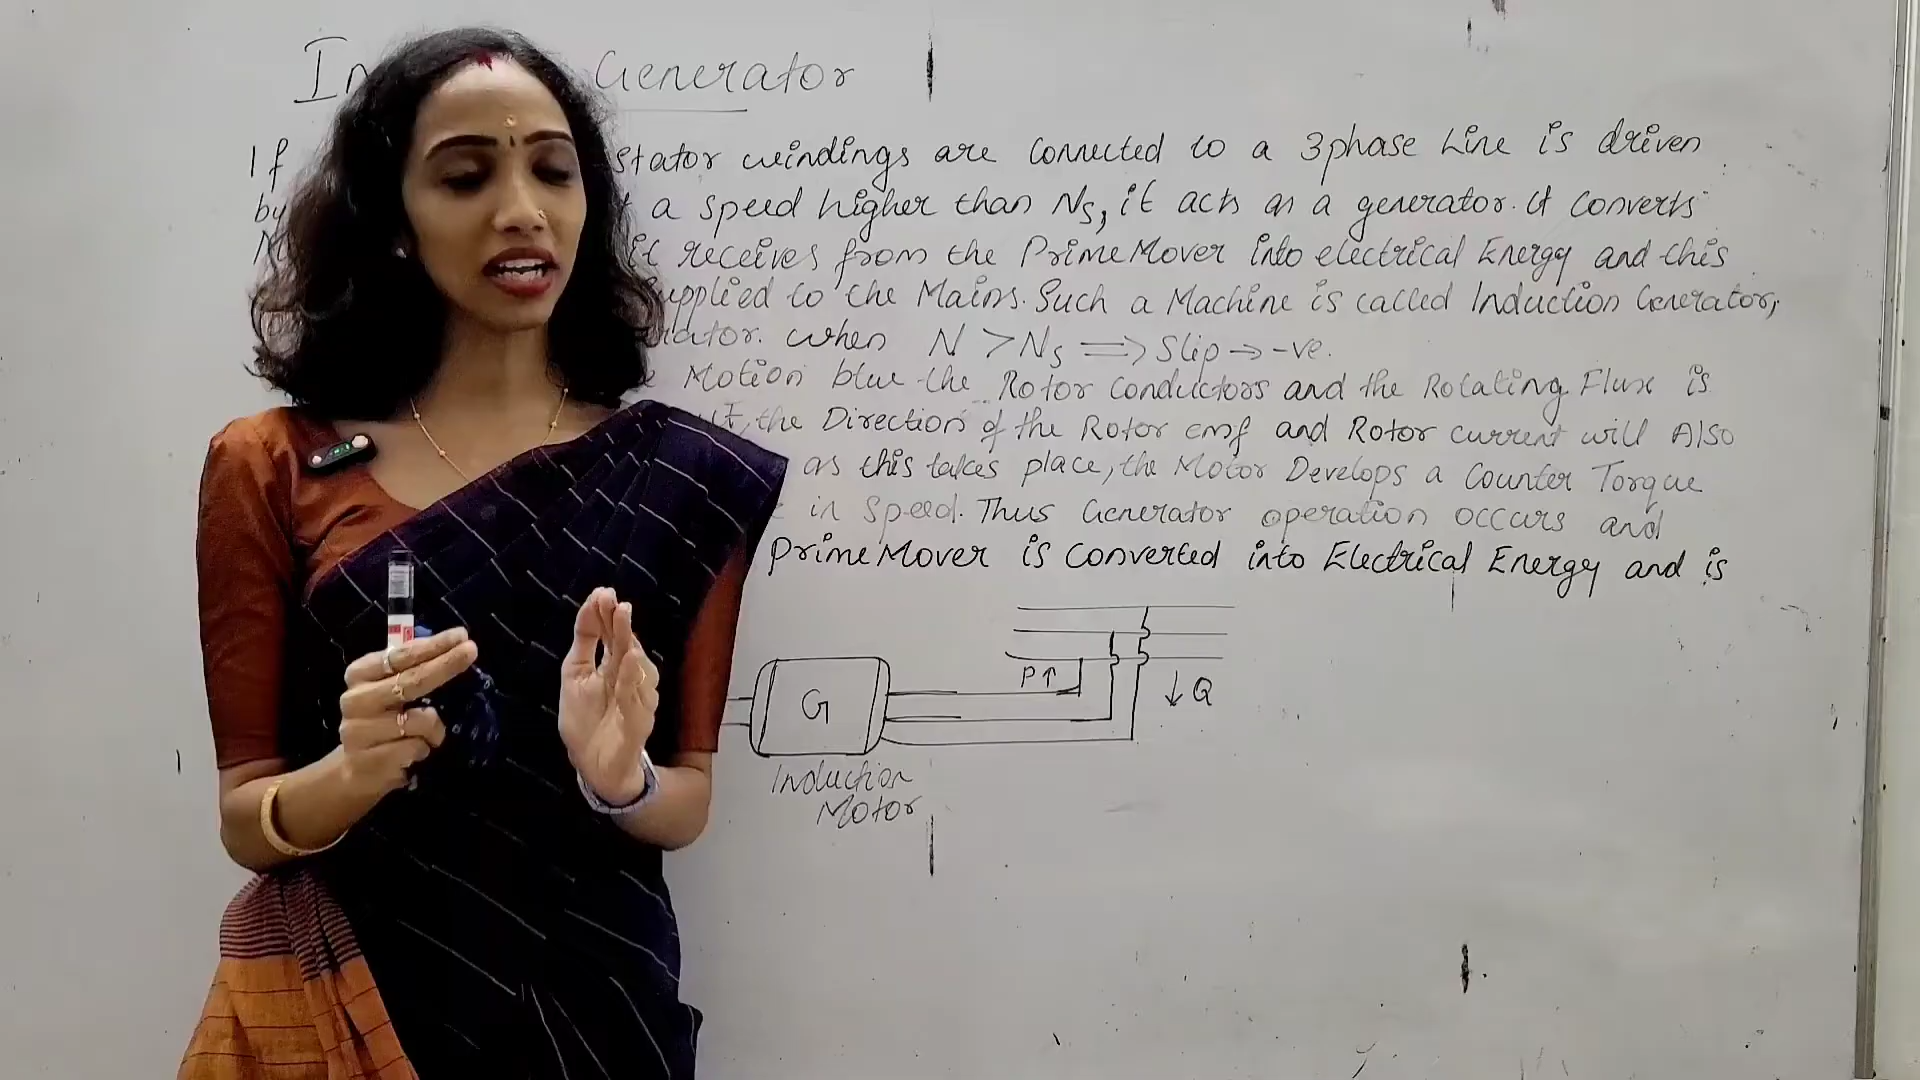 Generator
If stator windings are connected to a 3phase Line is driven
by a speed higher than Ns, it acts as a generator. It converts
it receives from the PrimeMover into electrical Energy and this
supplied to the Mains. Such a Machine is called Induction Generator,
when N > Ns ⟹ Slip → -ve.
Motion b/w the Rotor conductors and the Rotating Flux is
the Direction of the Rotor emf and Rotor current will Also
as this takes place, the Motor Develops a Counter Torque
in Speed. Thus Generator operation occurs and
PrimeMover is Converted into Electrical Energy and is
P↑
↓ Q
G
Induction
Motor